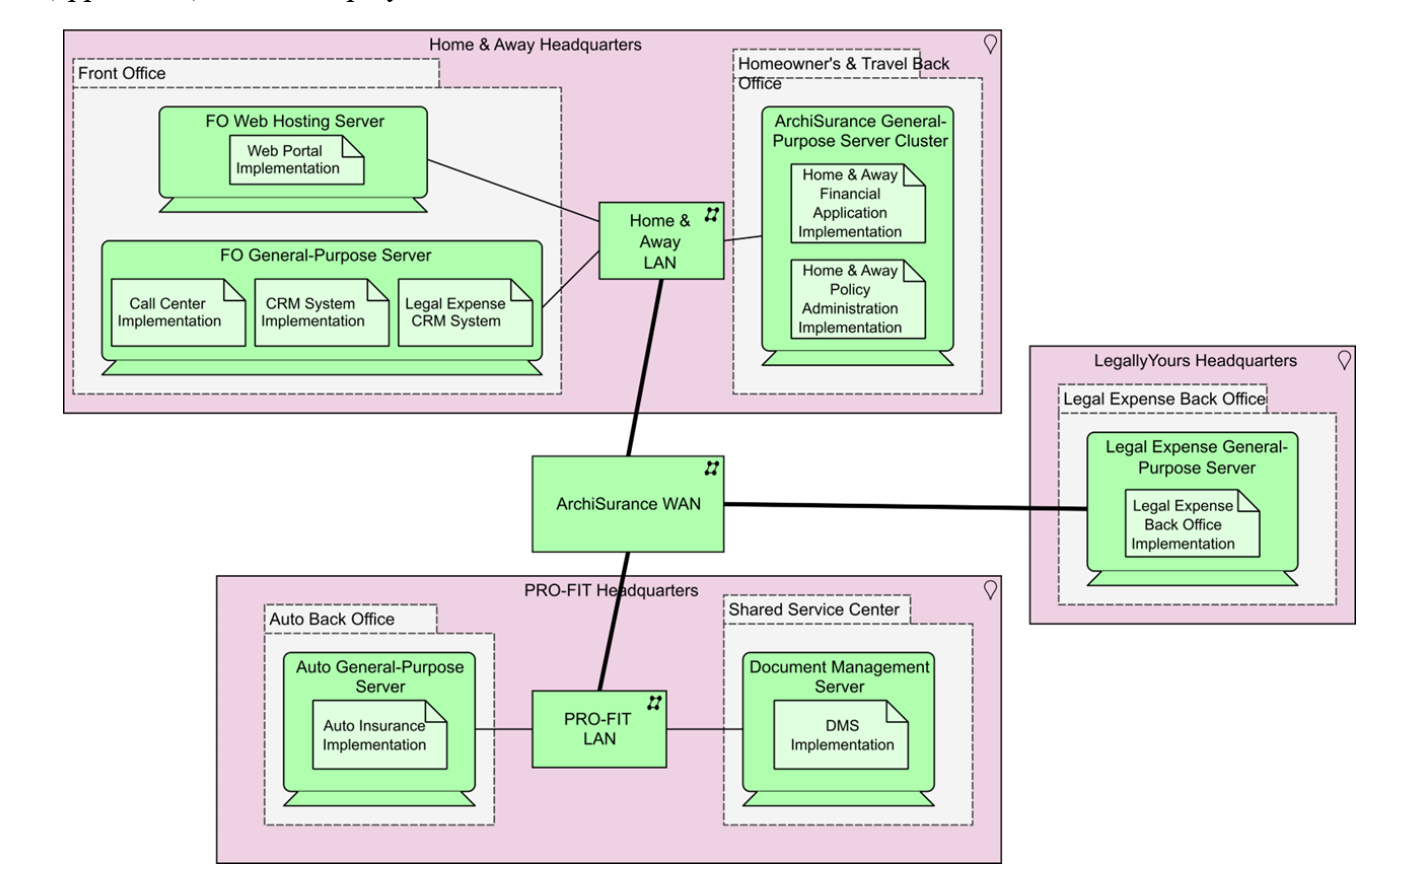 Home & Away Headquarters
Front Office
FO Web Hosting Server
Web Portal
Implementation
FO General-Purpose Server
Call Center
Implementation
CRM System
Implementation
Legal Expense
CRM System
Home &
Away
LAN
Homeowner's & Travel Back
Office
ArchiSurance General-
Purpose Server Cluster
Home & Away
Financial
Application
Implementation
Home & Away
Policy
Administration
Implementation
LegallyYours Headquarters
Legal Expense Back Office
Legal Expense General-
Purpose Server
Legal Expense
Back Office
Implementation
ArchiSurance WAN
PRO-FIT Headquarters
Auto Back Office
Auto General-Purpose
Server
Auto Insurance
Implementation
PRO-FIT
LAN
Shared Service Center
Document Management
Server
DMS
Implementation